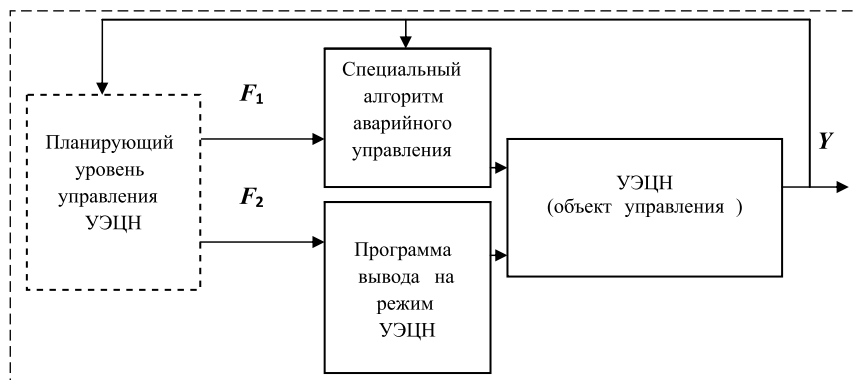 Планирующий
уровень
управления
УЭЦН
F1
F2
Специальный
алгоритм
аварийного
управления
Программа
вывода на
режим
УЭЦН
УЭЦН
(объект управления )
Y